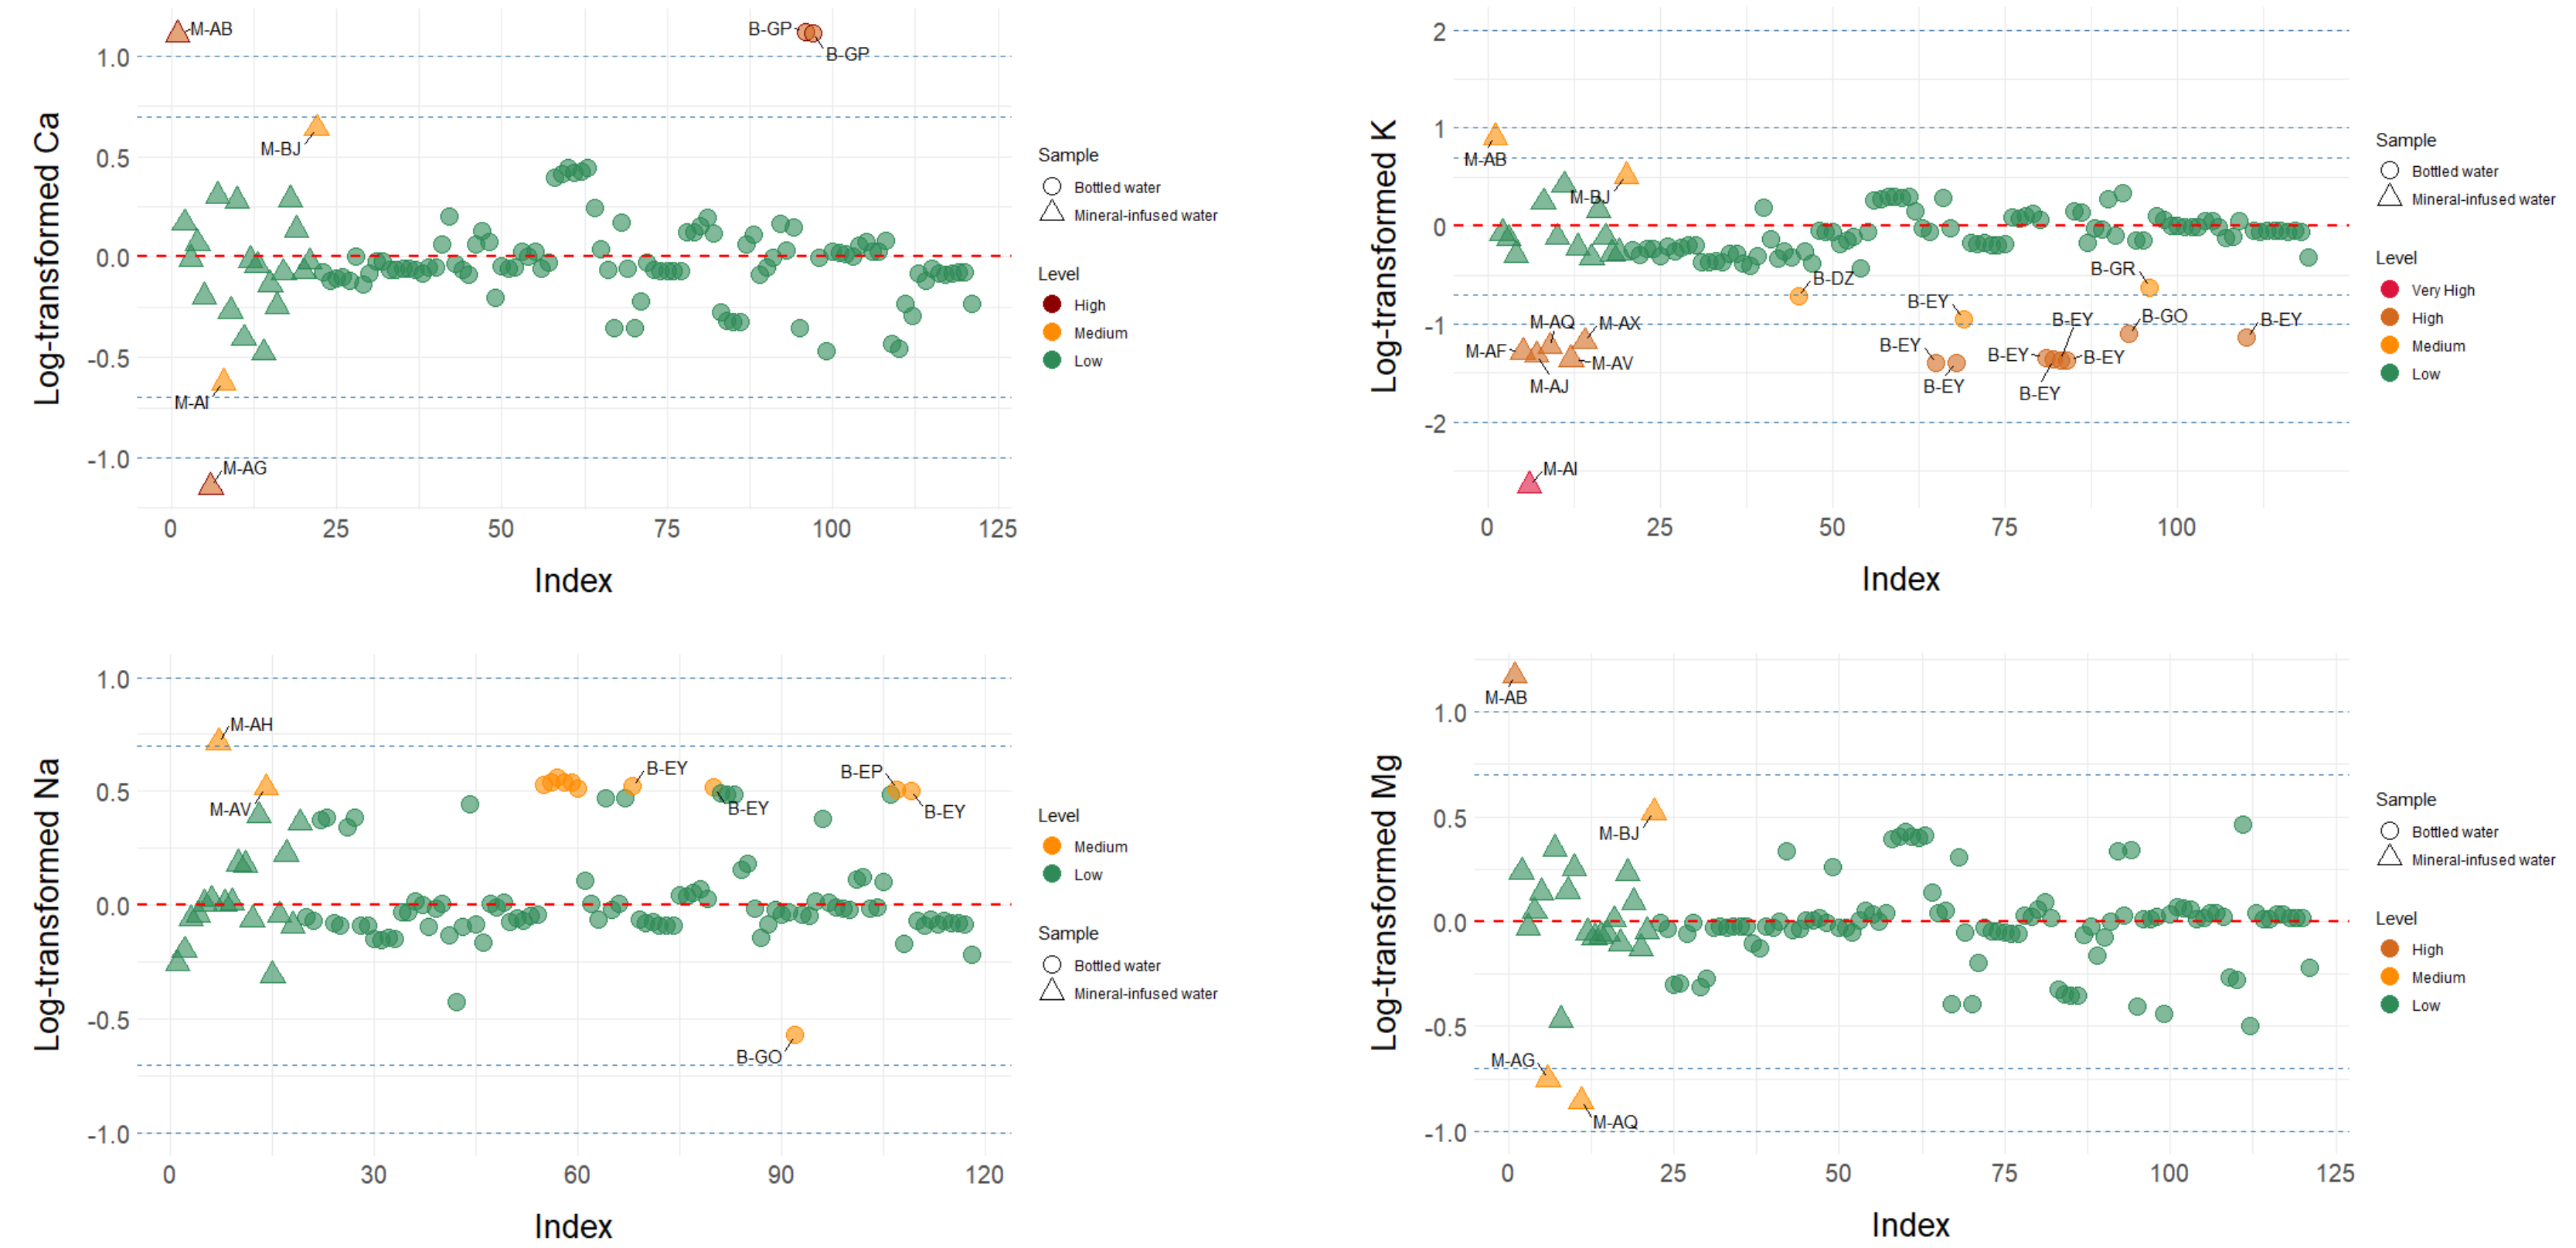 Log-transformed Ca
1.0
0.5
0.0
-0.5
-1.0
M-AB
B-GP
B-GP
M-BJ
M-AI
M-AG
0 25 50 75 100 125
Index
Sample
Bottled water
Mineral-infused water
Level
High
Medium
Low
Log-transformed K
2
1
0
-1
-2
M-AB
M-BJ
B-DZ
B-GR
B-EY
M-AQ
M-AX
B-EY
B-GO
B-EY
M-AF
B-EY
B-EY
B-EY
M-AV
M-AJ
B-EY
B-EY
M-AI
0 25 50 75 100
Index
Sample
Bottled water
Mineral-infused water
Level
Very High
High
Medium
Low
Log-transformed Na
1.0
0.5
0.0
-0.5
-1.0
M-AH
B-EY
B-EP
M-AV
B-EY
B-EY
B-GO
0 30 60 90 120
Index
Level
Medium
Low
Sample
Bottled water
Mineral-infused water
Log-transformed Mg
1.0
0.5
0.0
-0.5
-1.0
M-AB
M-BJ
M-AG
M-AQ
0 25 50 75 100 125
Index
Sample
Bottled water
Mineral-infused water
Level
High
Medium
Low